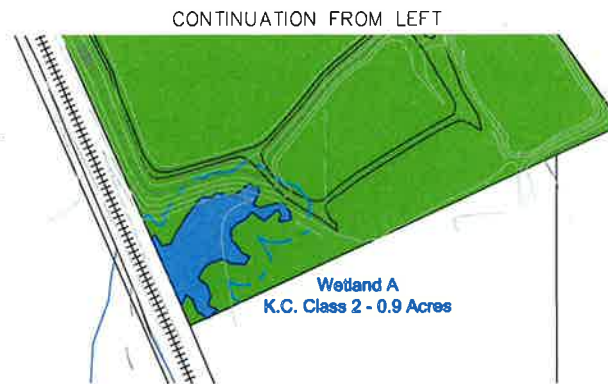 CONTINUATION FROM LEFT
Wetland A
K.C. Class 2 - 0.9 Acres